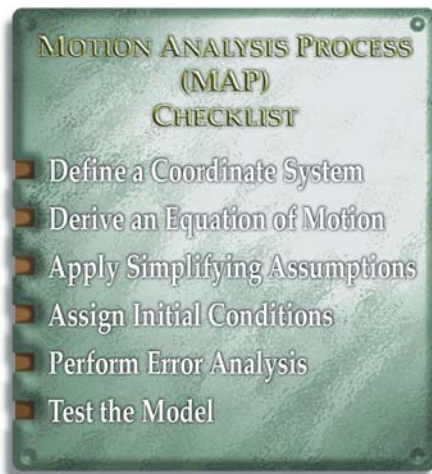 MOTION ANALYSIS PROCESS
(MAP)
CHECKLIST
Define a Coordinate System
Derive an Equation of Motion
Apply Simplifying Assumptions
Assign Initial Conditions
Perform Error Analysis
Test the Model